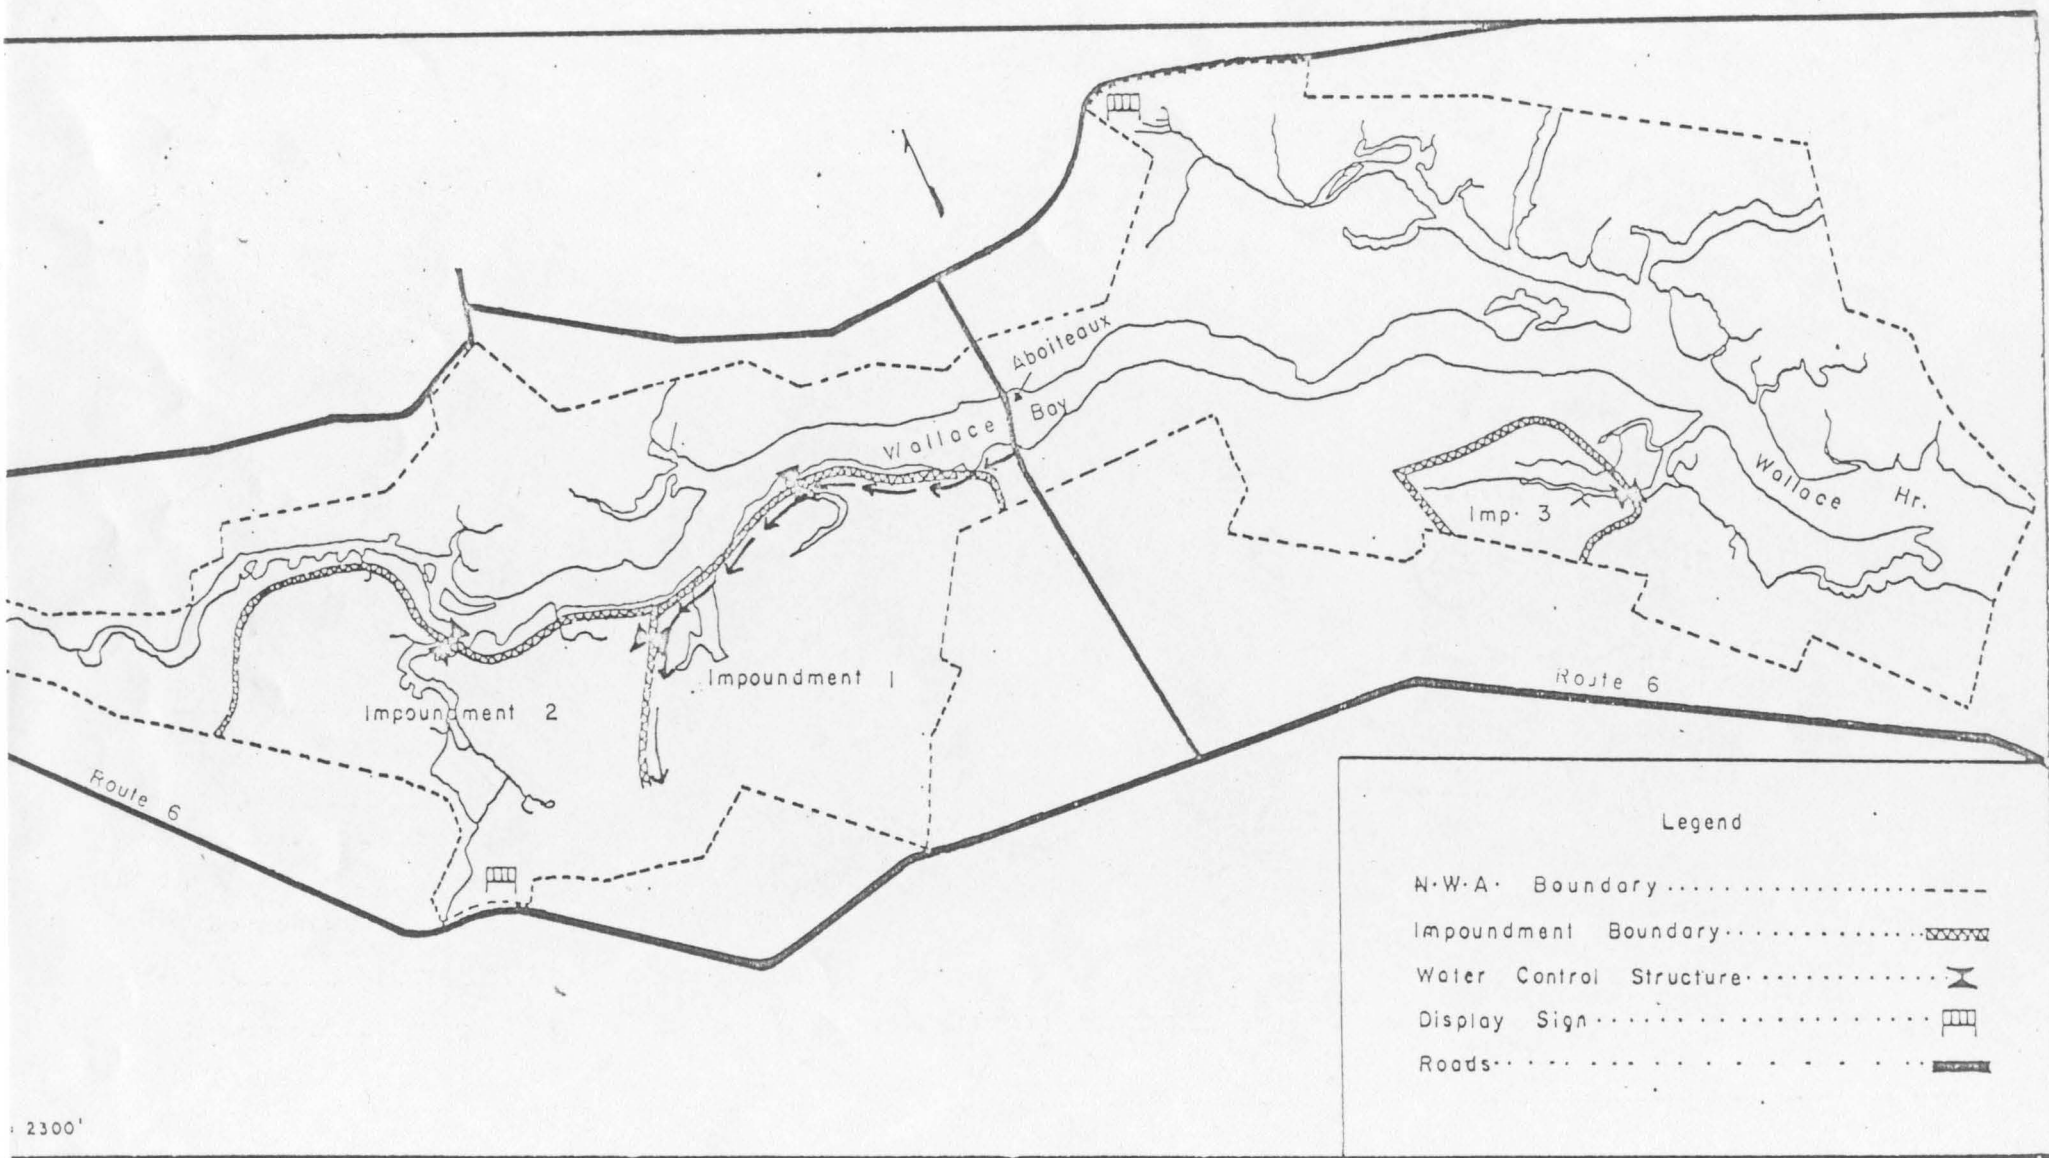 Aboiteaux
Wallace Bay
Wallace Hr.
Imp. 3
Impoundment 1
Impoundment 2
Route 6
Route 6
Legend
N.W.A. Boundary
Impoundment Boundary
Water Control Structure
Display Sign
Roads
2300'